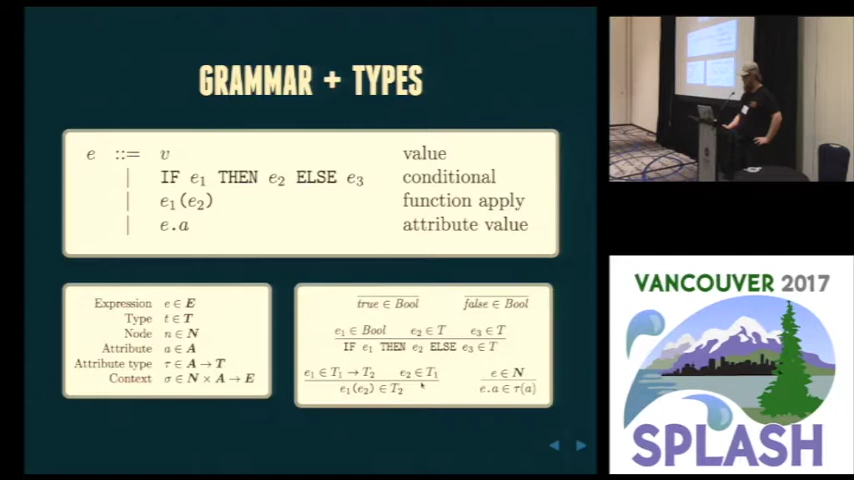 GRAMMAR + TYPES
e ::= v value
| IF e₁ THEN e₂ ELSE e₃ conditional
| e₁(e₂) function apply
| e.a attribute value
Expression e ∈ E
Type t ∈ T
Node n ∈ N
Attribute a ∈ A
Attribute type τ ∈ A → T
Context σ ∈ N × A → E
true ∈ Bool false ∈ Bool
e₁ ∈ Bool e₂ ∈ T e₃ ∈ T
IF e₁ THEN e₂ ELSE e₃ ∈ T
e₁ ∈ T₁ → T₂ e₂ ∈ T₁
e₁(e₂) ∈ T₂
e ∈ N
e.a ∈ τ(a)
VANCOUVER 2017
SPLASH